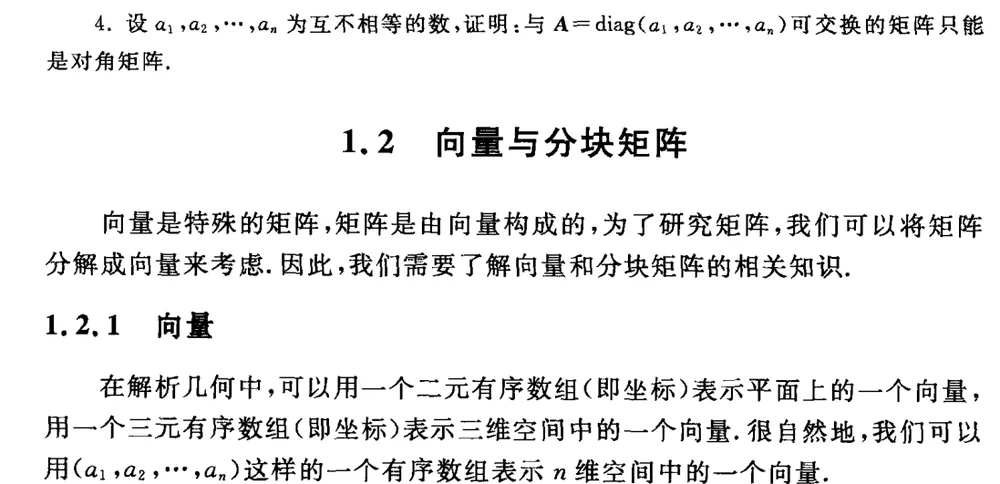 4. 设 a₁,a₂,…,aₙ 为互不相等的数,证明:与 A=diag(a₁,a₂,…,aₙ)可交换的矩阵只能
是对角矩阵.
1.2 向量与分块矩阵
向量是特殊的矩阵,矩阵是由向量构成的,为了研究矩阵,我们可以将矩阵
分解成向量来考虑.因此,我们需要了解向量和分块矩阵的相关知识.
1.2.1 向量
在解析几何中,可以用一个二元有序数组(即坐标)表示平面上的一个向量,
用一个三元有序数组(即坐标)表示三维空间中的一个向量.很自然地,我们可以
用(a₁,a₂,…,aₙ)这样的一个有序数组表示 n 维空间中的一个向量.